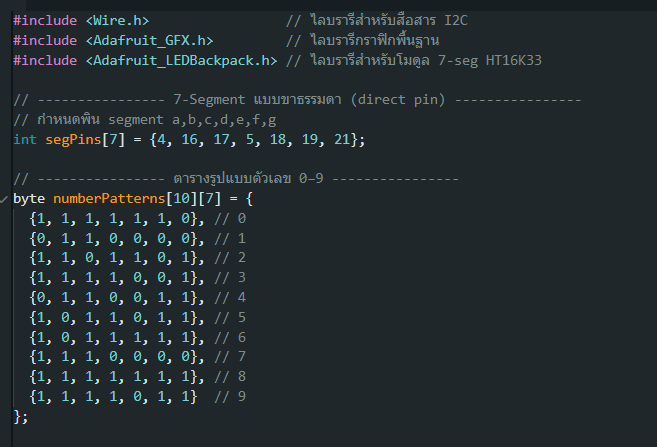 #include <Wire.h> // ไลบรารีสำหรับสื่อสาร I2C
#include <Adafruit_GFX.h> // ไลบรารีกราฟิกพื้นฐาน
#include <Adafruit_LEDBackpack.h> // ไลบรารีสำหรับโมดูล 7-seg HT16K33
// ---------------- 7-Segment แบบขาธรรมดา (direct pin) ----------------
// กำหนดพิน segment a,b,c,d,e,f,g
int segPins[7] = {4, 16, 17, 5, 18, 19, 21};
// ---------------- ตารางรูปแบบตัวเลข 0–9 ----------------
byte numberPatterns[10][7] = {
{1, 1, 1, 1, 1, 1, 0}, // 0
{0, 1, 1, 0, 0, 0, 0}, // 1
{1, 1, 0, 1, 1, 0, 1}, // 2
{1, 1, 1, 1, 0, 0, 1}, // 3
{0, 1, 1, 0, 0, 1, 1}, // 4
{1, 0, 1, 1, 0, 1, 1}, // 5
{1, 0, 1, 1, 1, 1, 1}, // 6
{1, 1, 1, 0, 0, 0, 0}, // 7
{1, 1, 1, 1, 1, 1, 1}, // 8
{1, 1, 1, 1, 0, 1, 1} // 9
};